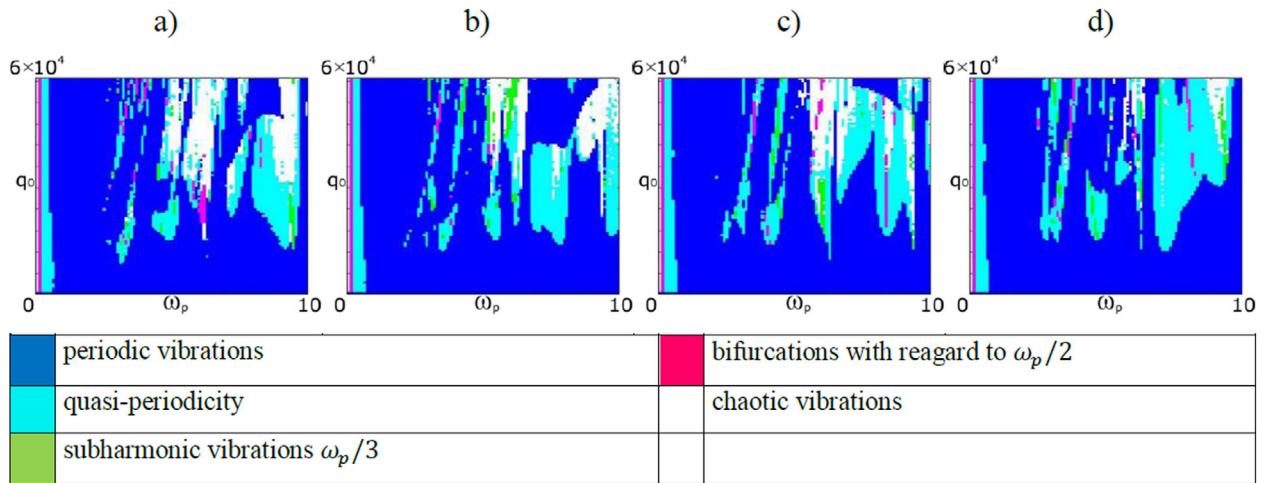 a) b) c) d)
6×10⁴ 6×10⁴ 6×10⁴ 6×10⁴
q₀ q₀ q₀ q₀
0 ωₚ 10 0 ωₚ 10 0 ωₚ 10 0 ωₚ 10
periodic vibrations bifurcations with reagard to ωₚ/2
quasi-periodicity chaotic vibrations
subharmonic vibrations ωₚ/3